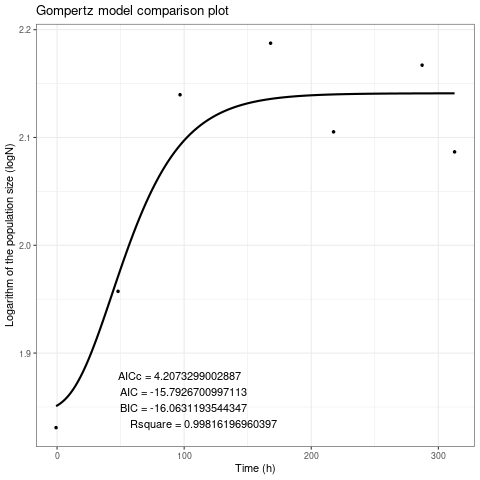 Gompertz model comparison plot
2.2
2.1
2.0
1.9
Logarithm of the population size (logN)
AICc = 4.2073299002887
AIC = -15.7926700997113
BIC = -16.0631193544347
Rsquare = 0.99816196960397
0 100 200 300
Time (h)